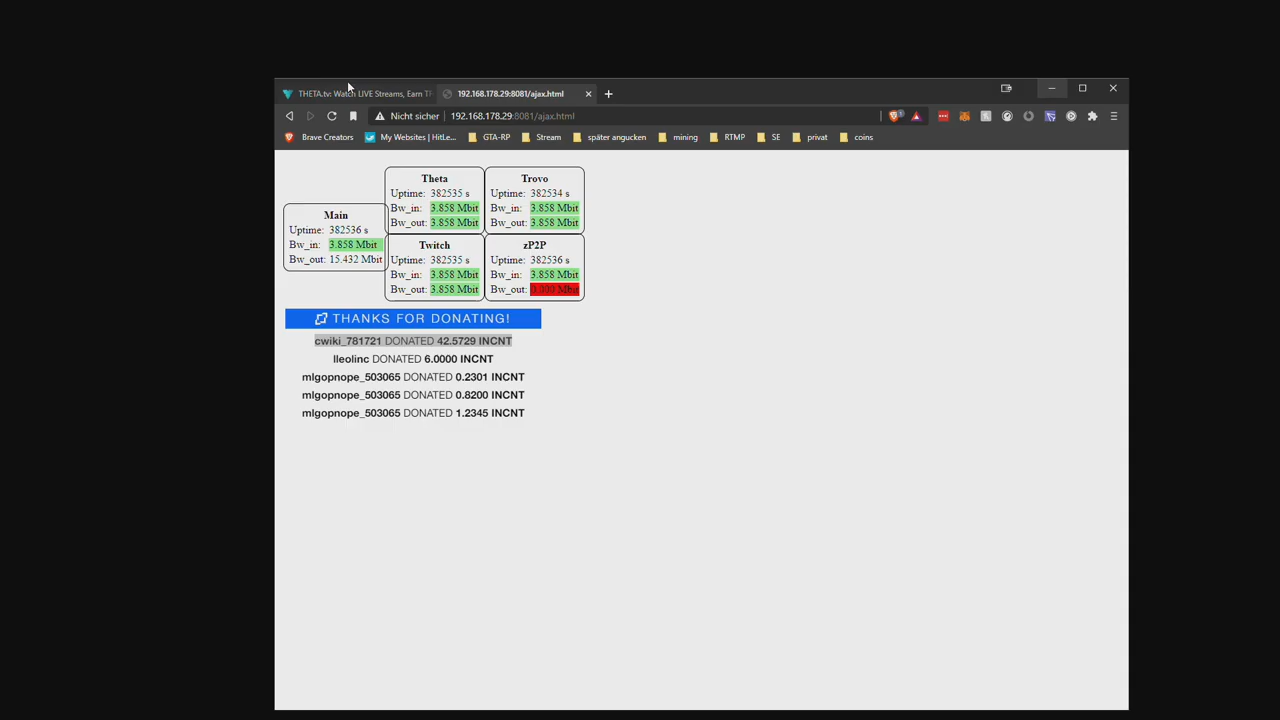 THETA.tv: Watch LIVE Streams, Earn TF
192.168.178.29:8081/ajax.html
Nicht sicher
192.168.178.29:8081/ajax.html
Brave Creators
My Websites | HitLe...
GTA-RP
Stream
später angucken
mining
RTMP
SE
privat
coins
Main
Uptime: 382536 s
Bw_in: 3.858 Mbit
Bw_out: 15.432 Mbit
Theta
Uptime: 382535 s
Bw_in: 3.858 Mbit
Bw_out: 3.858 Mbit
Trovo
Uptime: 382534 s
Bw_in: 3.858 Mbit
Bw_out: 3.858 Mbit
Twitch
Uptime: 382535 s
Bw_in: 3.858 Mbit
Bw_out: 3.858 Mbit
zP2P
Uptime: 382536 s
Bw_in: 3.858 Mbit
Bw_out: 0.000 Mbit
THANKS FOR DONATING!
cwiki_781721 DONATED 42.5729 INCNT
lleolinc DONATED 6.0000 INCNT
mlgopnope_503065 DONATED 0.2301 INCNT
mlgopnope_503065 DONATED 0.8200 INCNT
mlgopnope_503065 DONATED 1.2345 INCNT